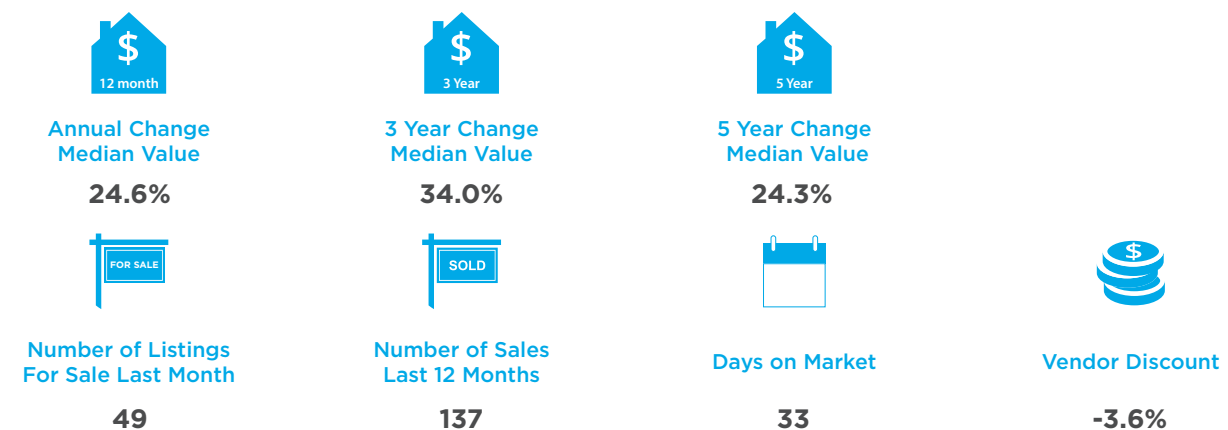 $
12 month
Annual Change
Median Value
24.6%
$
3 Year
3 Year Change
Median Value
34.0%
$
5 Year
5 Year Change
Median Value
24.3%
FOR SALE
Number of Listings
For Sale Last Month
49
SOLD
Number of Sales
Last 12 Months
137
Days on Market
33
$
Vendor Discount
-3.6%